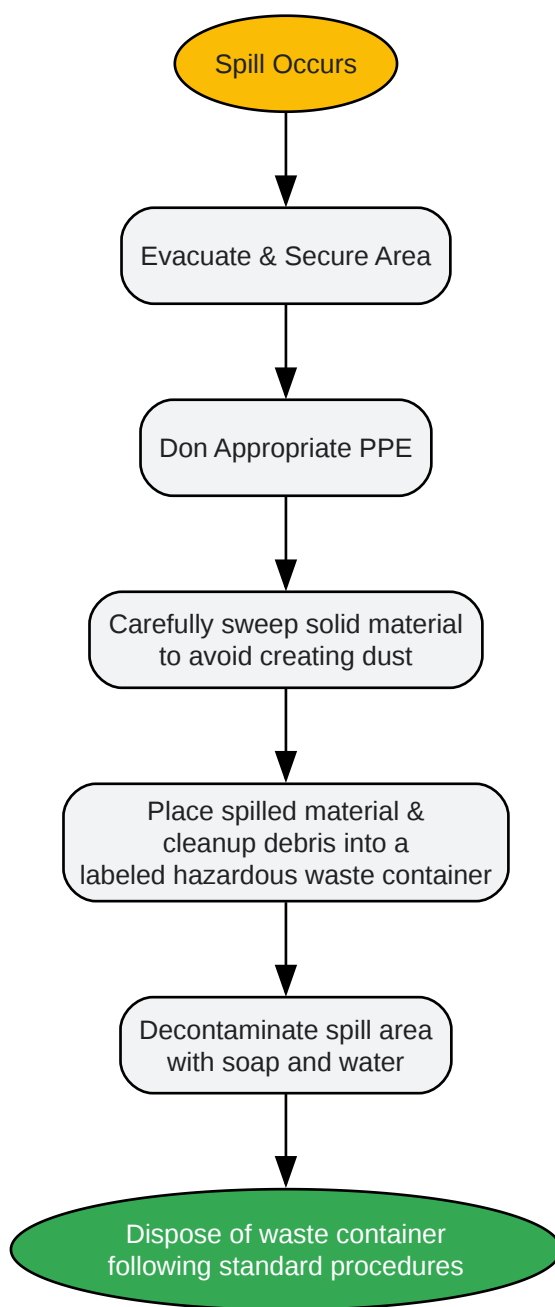 Spill Occurs
Evacuate & Secure Area
Don Appropriate PPE
Carefully sweep solid material
to avoid creating dust
Place spilled material &
cleanup debris into a
labeled hazardous waste container
Decontaminate spill area
with soap and water
Dispose of waste container
following standard procedures